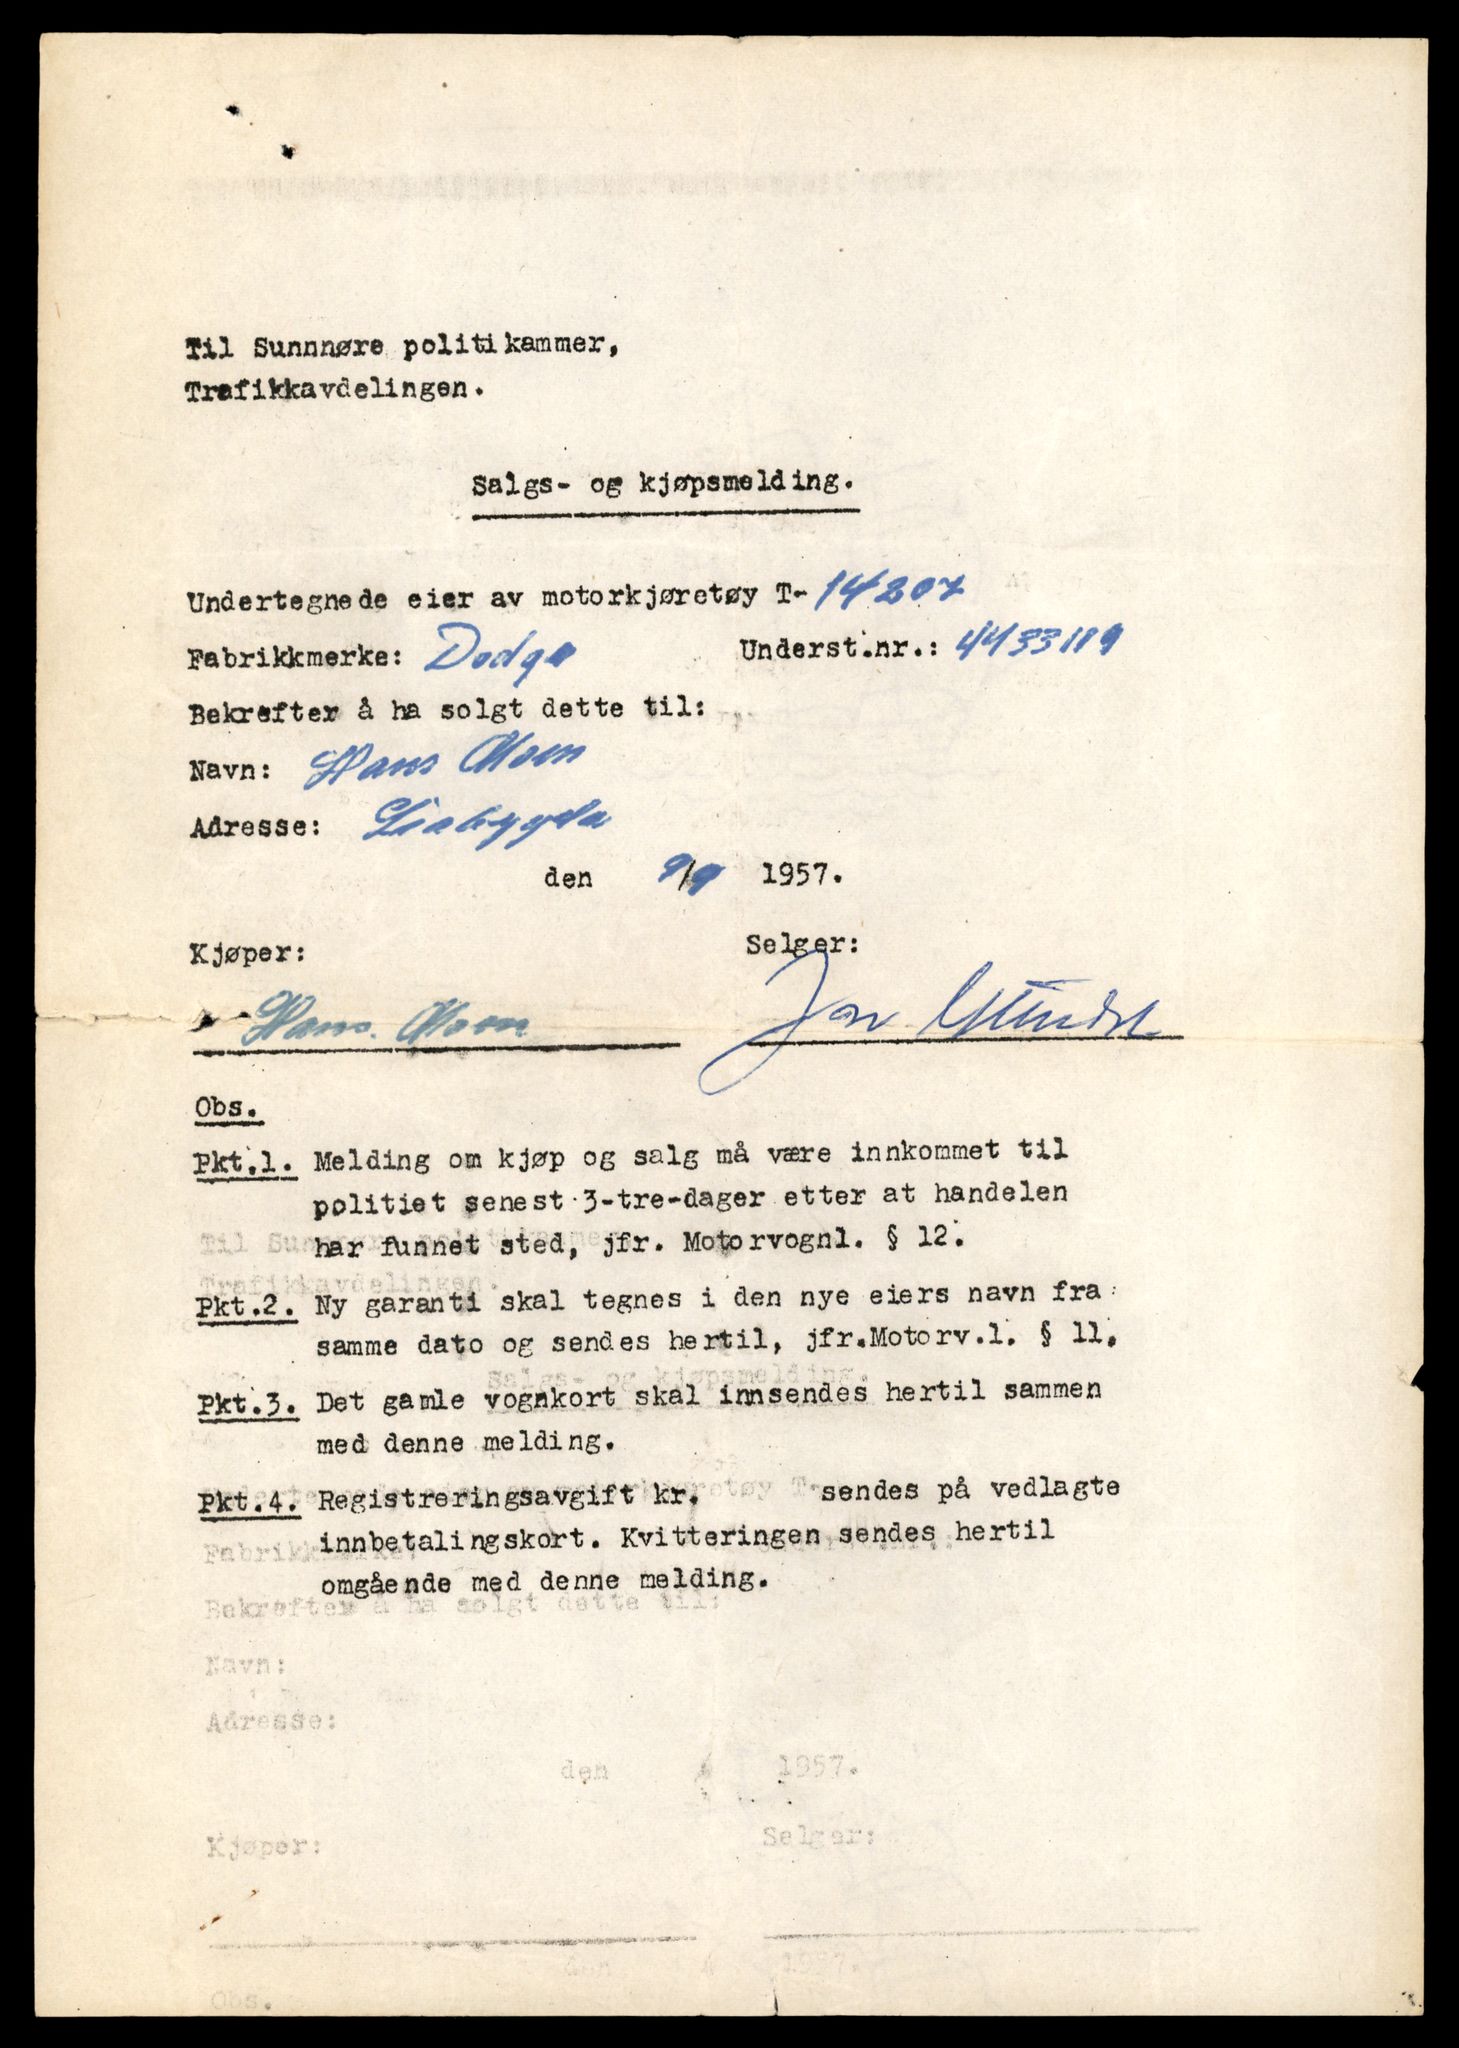 Til Sunnnøre politikammer,
Trafikkavdelingen.
Salgs- og kjøpsmelding.
Undertegnede eier av motorkjøretøy T- 14207
Fabrikkmerke: Dodge Underst.nr.: 4433119
Bekrefter å ha solgt dette til:
Navn: Hans Moen
Adresse: Liabygda
den 9/9 1957.
Kjøper: Selger:
Hans Moen Jon
Obs.
Pkt.1. Melding om kjøp og salg må være innkommet til
politiet senest 3-tre-dager etter at handelen
har funnet sted, jfr. Motorvognl. § 12.
Pkt.2. Ny garanti skal tegnes i den nye eiers navn fra
samme dato og sendes hertil, jfr.Motorv.l. § 11.
Pkt.3. Det gamle vognkort skal innsendes hertil sammen
med denne melding.
Pkt.4. Registreringsavgift kr. sendes på vedlagte
innbetalingskort. Kvitteringen sendes hertil
omgående med denne melding.